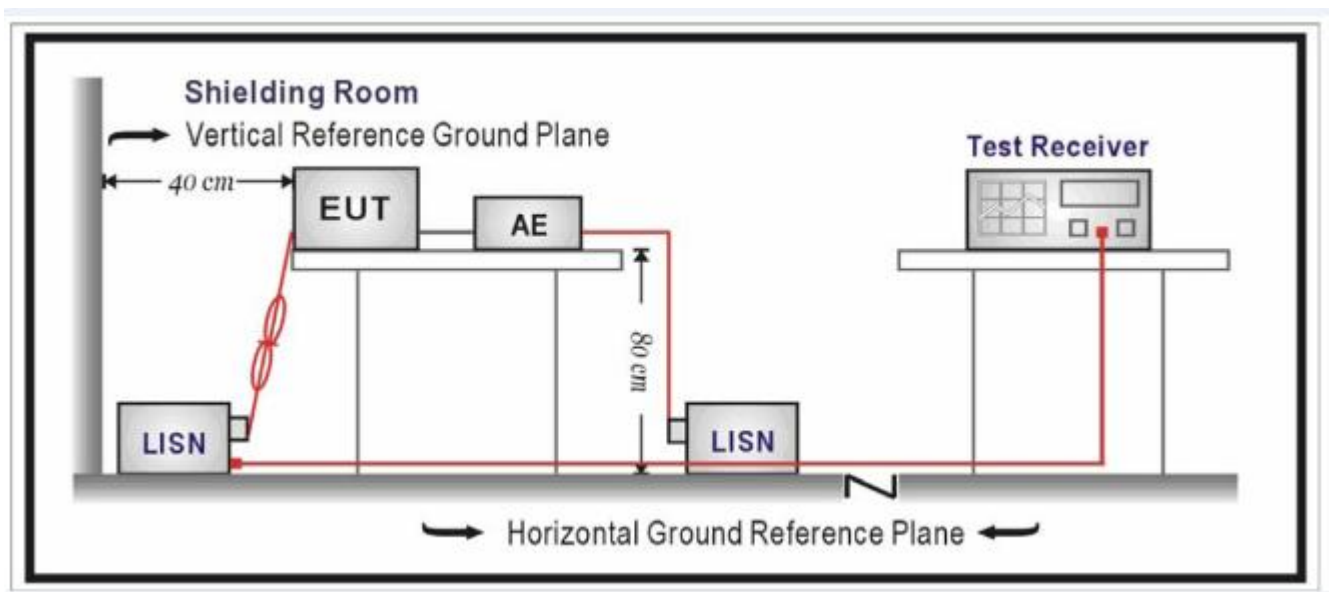 Shielding Room
Vertical Reference Ground Plane
Test Receiver
40 cm
EUT
AE
80 cm
LISN
LISN
Horizontal Ground Reference Plane